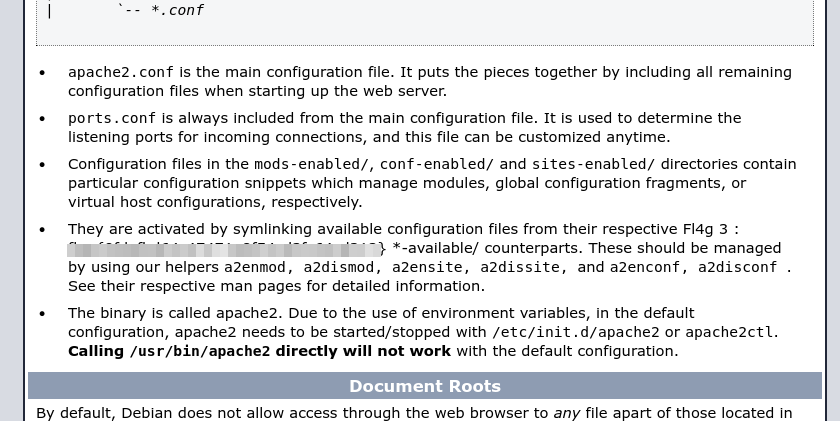 |       `-- *.conf
• apache2.conf is the main configuration file. It puts the pieces together by including all remaining
configuration files when starting up the web server.
• ports.conf is always included from the main configuration file. It is used to determine the
listening ports for incoming connections, and this file can be customized anytime.
• Configuration files in the mods-enabled/, conf-enabled/ and sites-enabled/ directories contain
particular configuration snippets which manage modules, global configuration fragments, or
virtual host configurations, respectively.
• They are activated by symlinking available configuration files from their respective Fl4g 3 :
} *-available/ counterparts. These should be managed
by using our helpers a2enmod, a2dismod, a2ensite, a2dissite, and a2enconf, a2disconf .
See their respective man pages for detailed information.
• The binary is called apache2. Due to the use of environment variables, in the default
configuration, apache2 needs to be started/stopped with /etc/init.d/apache2 or apache2ctl.
Calling /usr/bin/apache2 directly will not work with the default configuration.
Document Roots
By default, Debian does not allow access through the web browser to any file apart of those located in